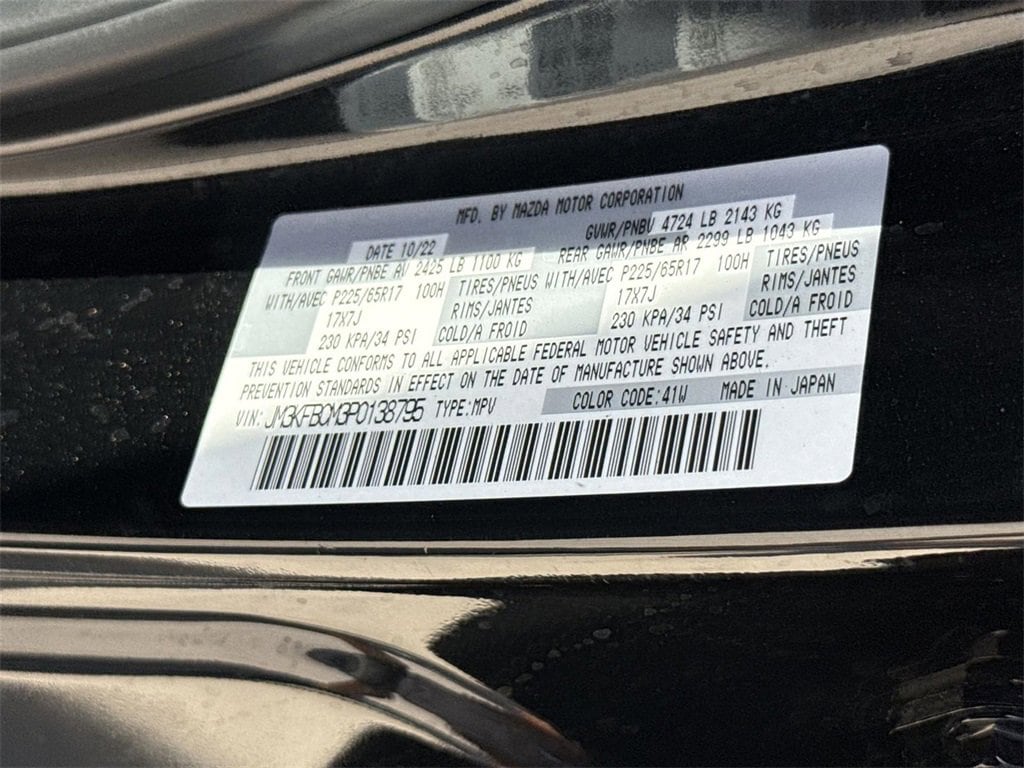 MFD. BY MAZDA MOTOR CORPORATION
DATE 10/22 GVWR/PNBV 4724 LB 2143 KG
FRONT GAWR/PNBE AV 2425 LB 1100 KG REAR GAWR/PNBE AR 2299 LB 1043 KG
WITH/AVEC P225/65R17 100H TIRES/PNEUS WITH/AVEC P225/65R17 100H TIRES/PNEUS
17X7J RIMS/JANTES 17X7J RIMS/JANTES
230 KPA/34 PSI COLD/A FROID 230 KPA/34 PSI COLD/A FROID
THIS VEHICLE CONFORMS TO ALL APPLICABLE FEDERAL MOTOR VEHICLE SAFETY AND THEFT
PREVENTION STANDARDS IN EFFECT ON THE DATE OF MANUFACTURE SHOWN ABOVE.
VIN: JM3KFBCM3P0138795 TYPE:MPV COLOR CODE:41W MADE IN JAPAN